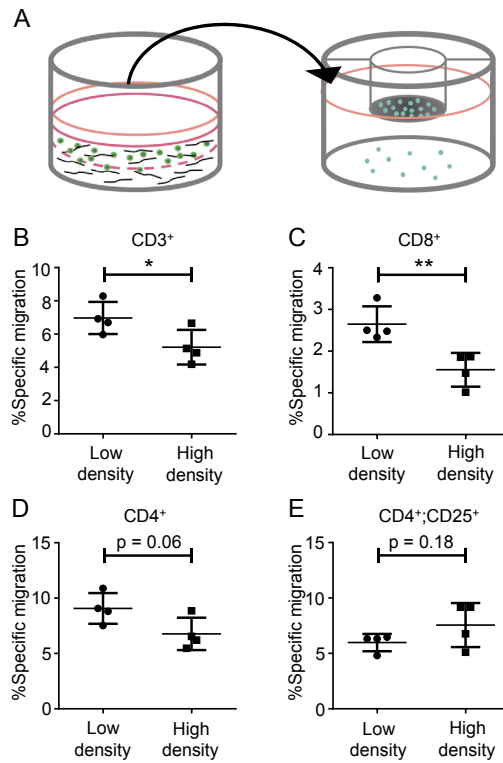 A
B
CD3+
*
%Specific migration
10
8
6
4
2
0
Low
density
High
density
C
CD8+
**
%Specific migration
4
3
2
1
0
Low
density
High
density
D
CD4+
p = 0.06
%Specific migration
15
10
5
0
Low
density
High
density
E
CD4+;CD25+
p = 0.18
%Specific migration
15
10
5
0
Low
density
High
density